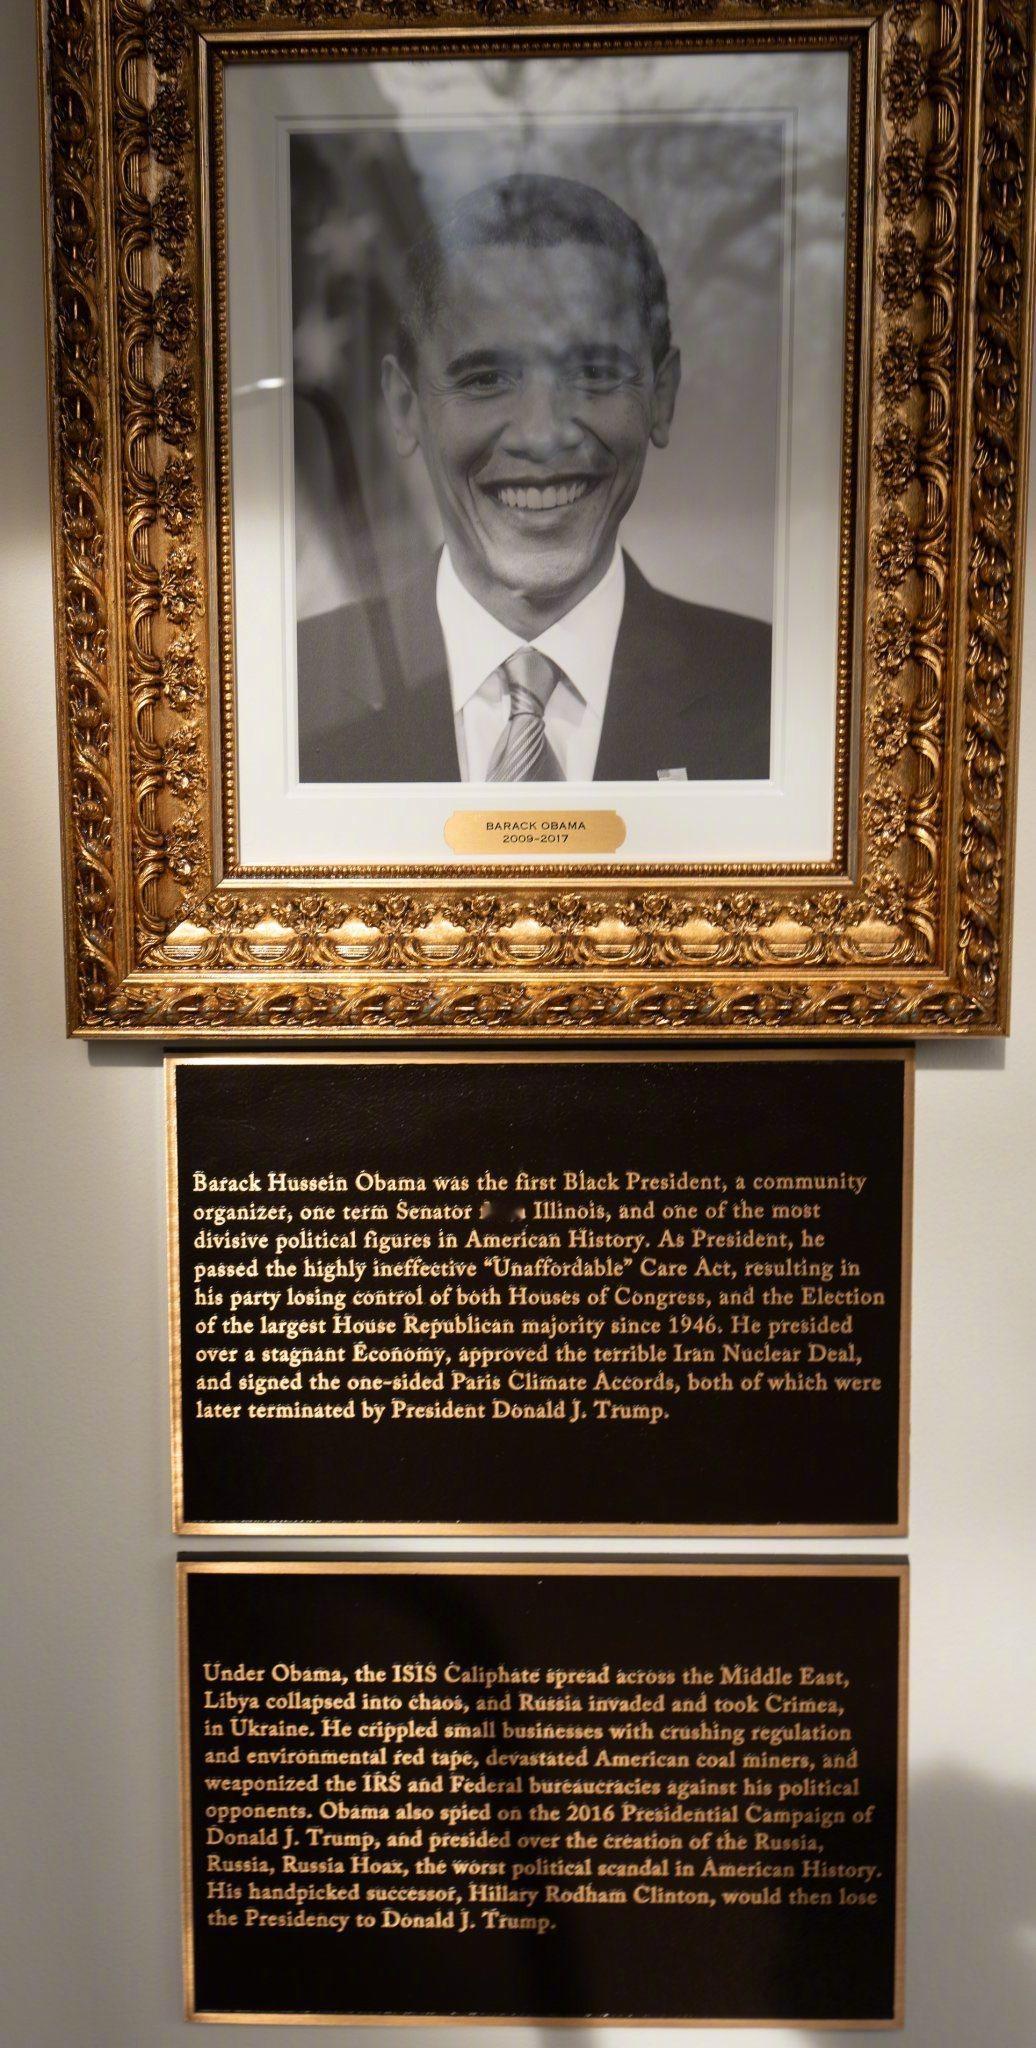 BARACK OBAMA
2009-2017
Barack Hussein Obama was the first Black President, a community
organizer, one term Senator Illinois, and one of the most
divisive political figures in American History. As President, he
passed the highly ineffective “Unaffordable” Care Act, resulting in
his party losing control of both Houses of Congress, and the Election
of the largest House Republican majority since 1946. He presided
over a stagnant Economy, approved the terrible Iran Nuclear Deal,
and signed the one-sided Paris Climate Accords, both of which were
later terminated by President Donald J. Trump.
Under Obama, the ISIS Caliphate spread across the Middle East,
Libya collapsed into chaos, and Russia invaded and took Crimea,
in Ukraine. He crippled small businesses with crushing regulation
and environmental red tape, devastated American coal miners, and
weaponized the IRS and Federal bureaucracies against his political
opponents. Obama also spied on the 2016 Presidential Campaign of
Donald J. Trump, and presided over the creation of the Russia,
Russia, Russia Hoax, the worst political scandal in American History.
His handpicked successor, Hillary Rodham Clinton, would then lose
the Presidency to Donald J. Trump.